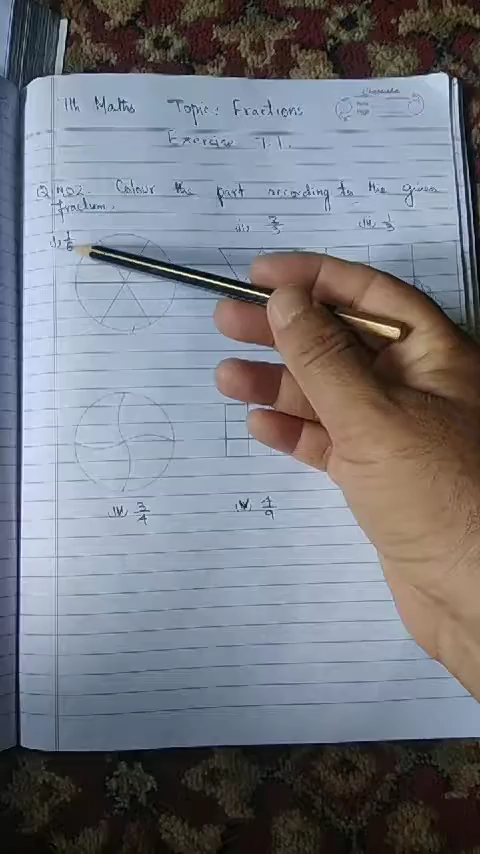 7th Maths Topic: Fractions
Exercise 7.1.
Q.No2. Colour the part according to the given
fraction.
i, 1/6 ii, 2/3 iii, 1/3
iv, 3/4 v, 4/9